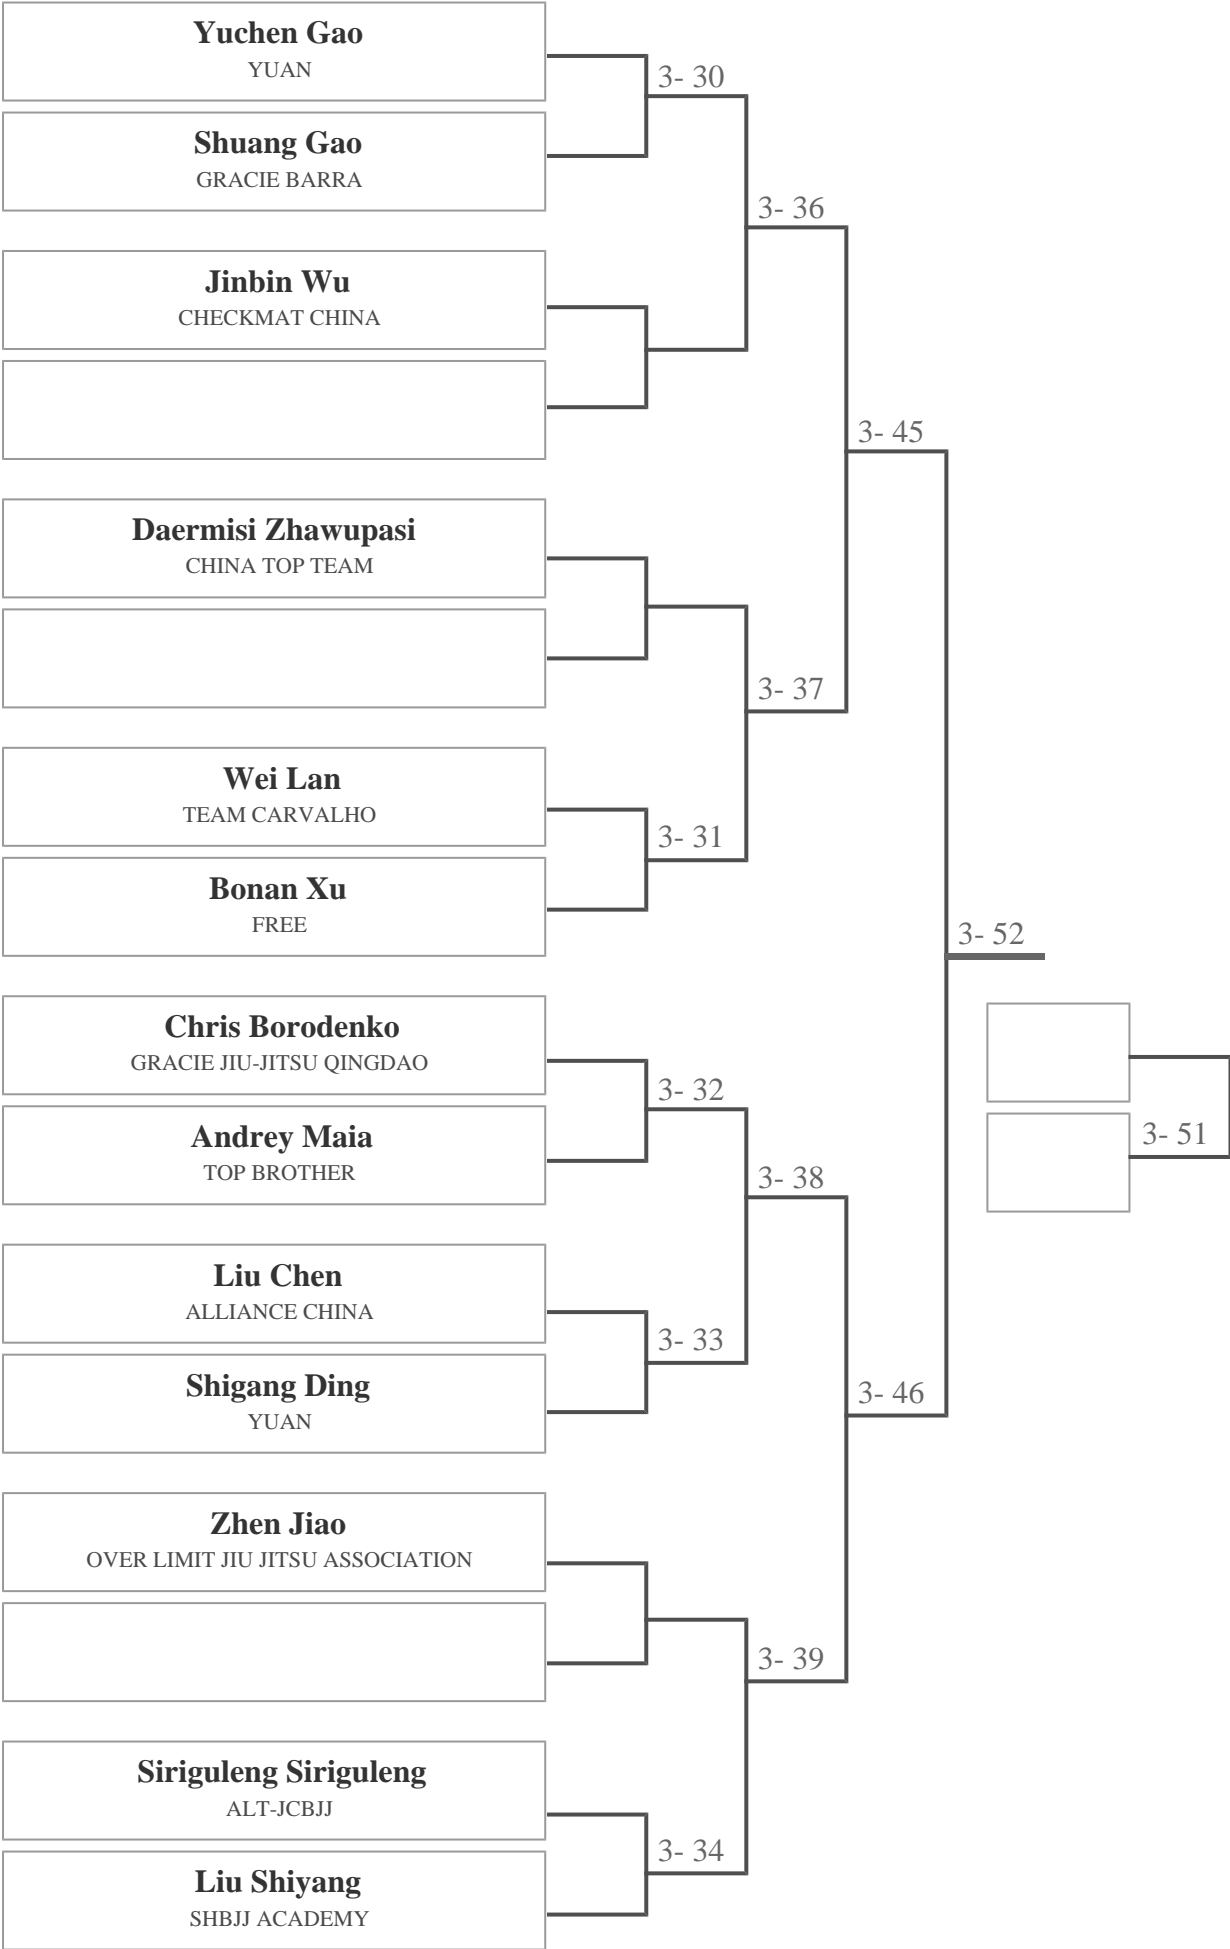 Yuchen Gao
YUAN
3- 30
Shuang Gao
GRACIE BARRA
3- 36
Jinbin Wu
CHECKMAT CHINA
3- 45
Daermisi Zhawupasi
CHINA TOP TEAM
3- 37
Wei Lan
TEAM CARVALHO
3- 31
Bonan Xu
FREE
3- 52
Chris Borodenko
GRACIE JIU-JITSU QINGDAO
3- 32
Andrey Maia
TOP BROTHER
3- 51
3- 38
Liu Chen
ALLIANCE CHINA
3- 33
Shigang Ding
YUAN
3- 46
Zhen Jiao
OVER LIMIT JIU JITSU ASSOCIATION
3- 39
Siriguleng Siriguleng
ALT-JCBJJ
3- 34
Liu Shiyang
SHBJJ ACADEMY